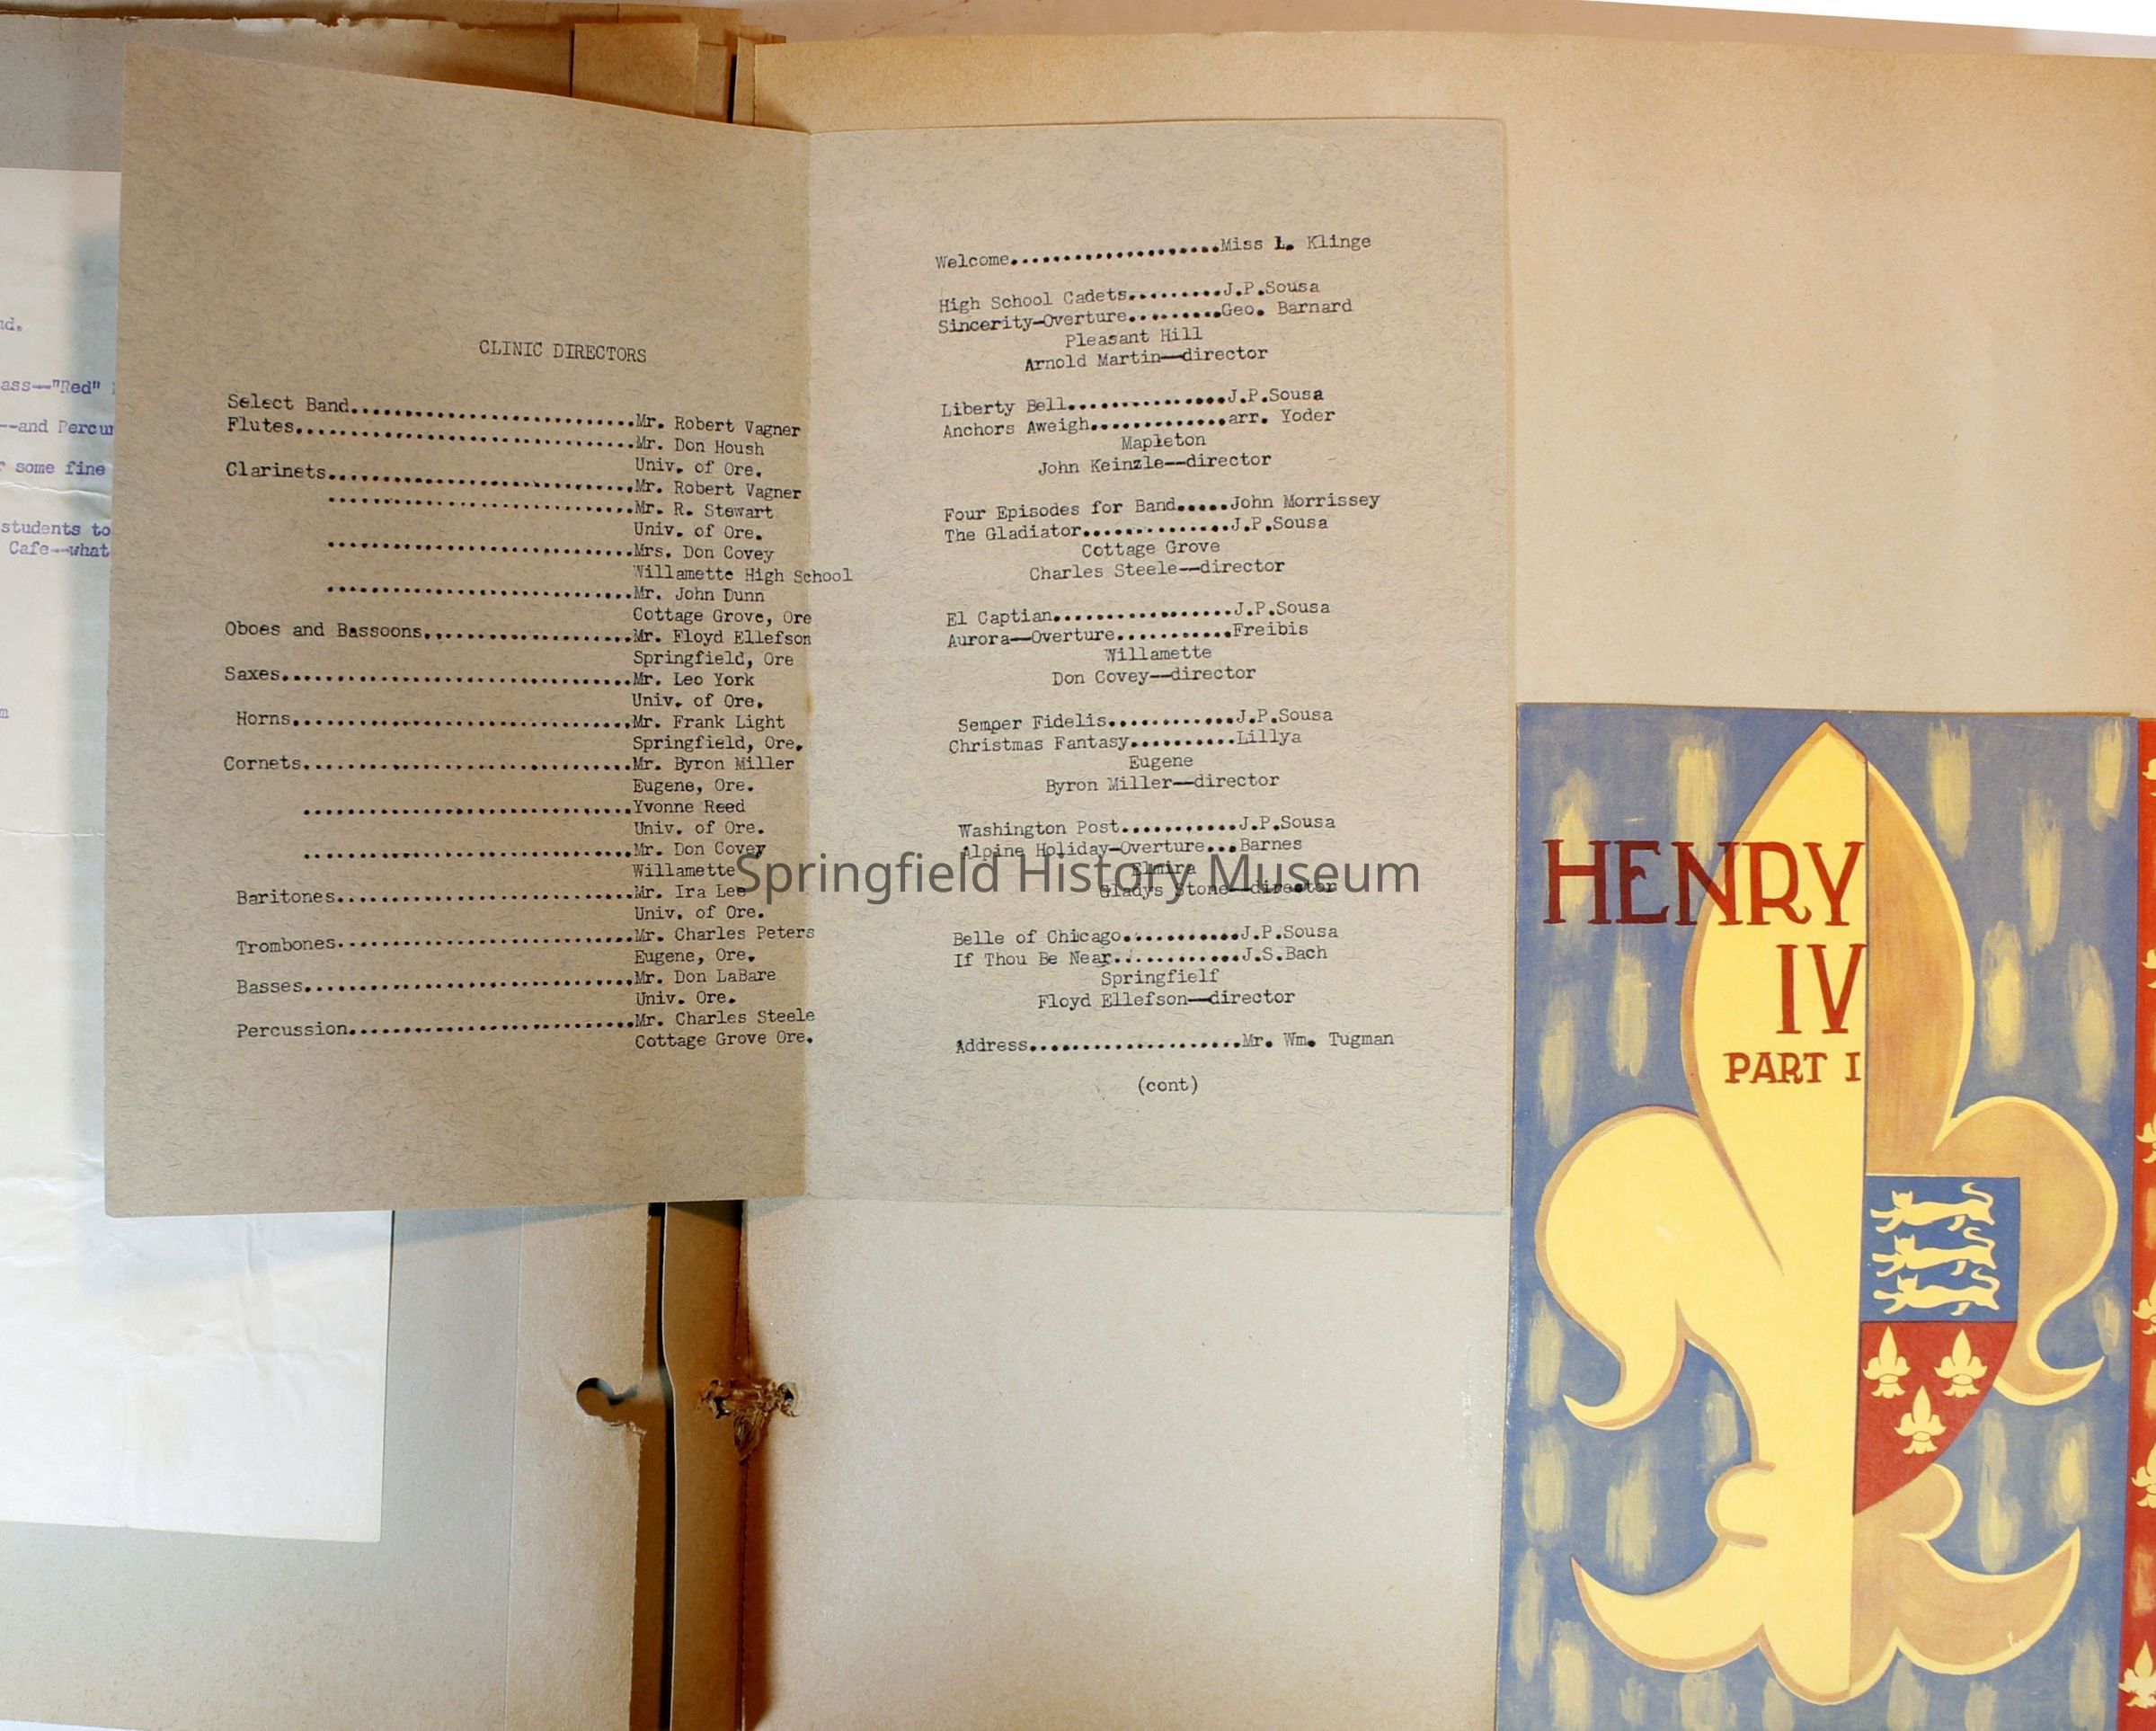 nd.
ass--"Red"
--and Percu
some fine
students to
Cafe--what
CLINIC DIRECTORS
Select Band.................................Mr. Robert Vagner
Flutes.......................................Mr. Don Housh
Univ. of Ore.
Clarinets...................................Mr. Robert Vagner
...................................Mr. R. Stewart
Univ. of Ore.
...................................Mrs. Don Covey
Willamette High School
...................................Mr. John Dunn
Cottage Grove, Ore
Oboes and Bassoons.......................Mr. Floyd Ellefson
Springfield, Ore
Saxes.......................................Mr. Leo York
Univ. of Ore.
Horns.......................................Mr. Frank Light
Springfield, Ore.
Cornets.....................................Mr. Byron Miller
Eugene, Ore.
.....................................Yvonne Reed
Univ. of Ore.
.....................................Mr. Don Covey
Willamette
Baritones..................................Mr. Ira Lee
Univ. of Ore.
Trombones..................................Mr. Charles Peters
Eugene, Ore.
Basses.....................................Mr. Don LaBare
Univ. Ore.
Percussion.................................Mr. Charles Steele
Cottage Grove Ore.
Welcome.....................Miss L. Klinge
High School Cadets.........J.P.Sousa
Sincerity-Overture.........Geo. Barnard
Pleasant Hill
Arnold Martin--director
Liberty Bell................J.P.Sousa
Anchors Aweigh.............arr. Yoder
Mapleton
John Keinzle--director
Four Episodes for Band.....John Morrissey
The Gladiator..............J.P.Sousa
Cottage Grove
Charles Steele--director
El Captian..................J.P.Sousa
Aurora--Overture...........Freibis
Willamette
Don Covey--director
Semper Fidelis.............J.P.Sousa
Christmas Fantasy..........Lillya
Eugene
Byron Miller--director
Washington Post............J.P.Sousa
Alpine Holiday-Overture...Barnes
Elmira
Gladys Stone--director
Belle of Chicago............J.P.Sousa
If Thou Be Near.............J.S.Bach
Springfielf
Floyd Ellefson--director
Address.....................Mr. Wm. Tugman
(cont)
Springfield History Museum
HENRY
IV
PART I